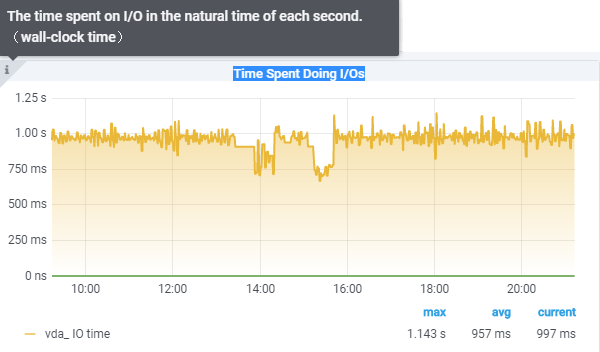 The time spent on I/O in the natural time of each second.
（wall-clock time）
i
Time Spent Doing I/Os
1.25 s
1.00 s
750 ms
500 ms
250 ms
0 ns
10:00 12:00 14:00 16:00 18:00 20:00
max avg current
vda_ IO time 1.143 s 957 ms 997 ms